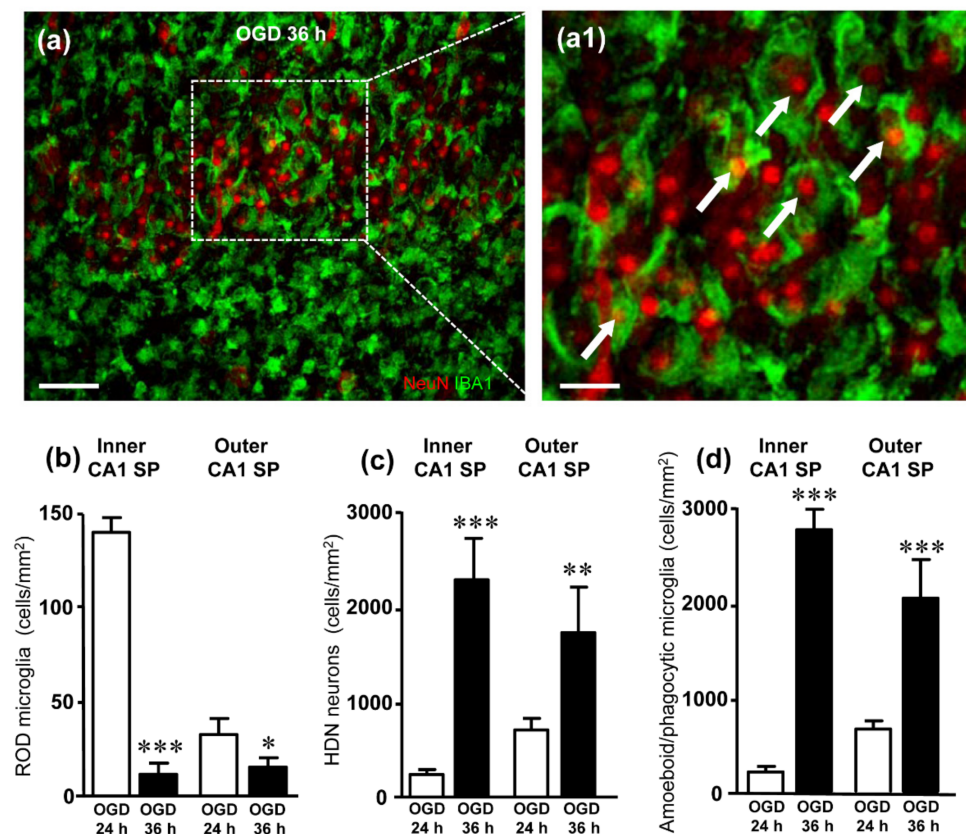 (a)
OGD 36 h
NeuN IBA1
(a1)
(b)
Inner
CA1 SP
Outer
CA1 SP
ROD microglia (cells/mm²)
150
100
50
0
***
*
OGD
24 h
OGD
36 h
OGD
24 h
OGD
36 h
(c)
Inner
CA1 SP
Outer
CA1 SP
HDN neurons (cells/mm²)
3000
2000
1000
0
***
**
OGD
24 h
OGD
36 h
OGD
24 h
OGD
36 h
(d)
Inner
CA1 SP
Outer
CA1 SP
Amoeboid/phagocytic microglia (cells/mm²)
3000
2000
1000
0
***
***
OGD
24 h
OGD
36 h
OGD
24 h
OGD
36 h